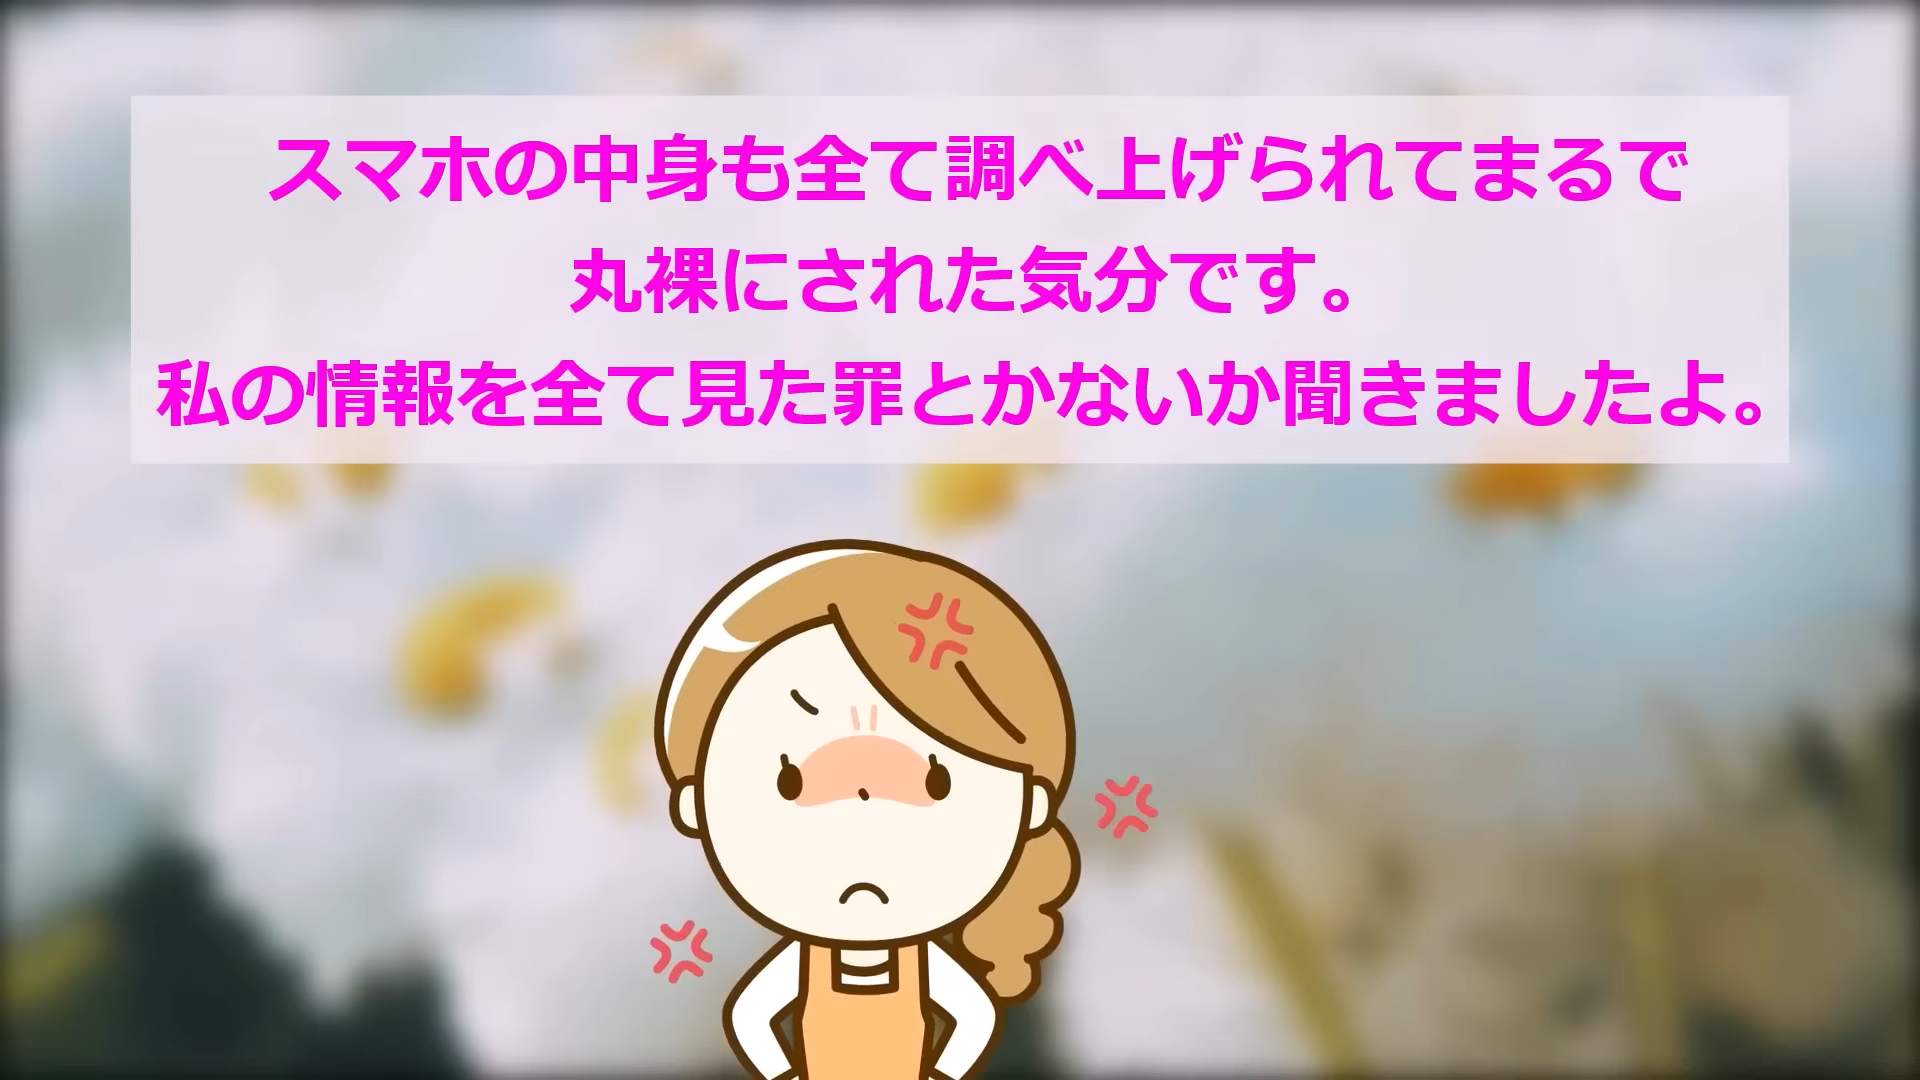 スマホの中身も全て調べ上げられてまるで
丸裸にされた気分です。
私の情報を全て見た罪とかないか聞きましたよ。